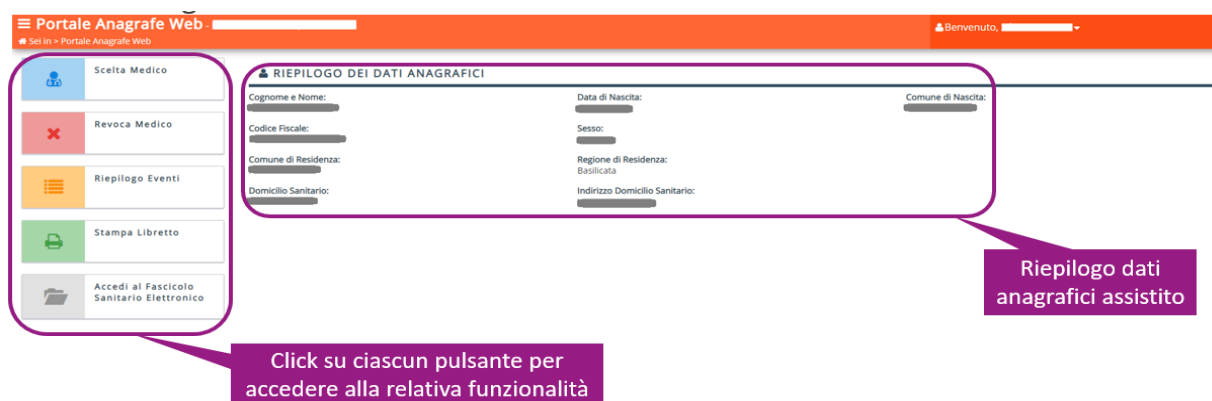 Portale Anagrafe Web -
Sei in > Portale Anagrafe Web
Benvenuto,
Scelta Medico
Revoca Medico
Riepilogo Eventi
Stampa Libretto
Accedi al Fascicolo
Sanitario Elettronico
RIEPILOGO DEI DATI ANAGRAFICI
Cognome e Nome:
Data di Nascita:
Comune di Nascita:
Codice Fiscale:
Sesso:
Comune di Residenza:
Regione di Residenza:
Basilicata
Domicilio Sanitario:
Indirizzo Domicilio Sanitario:
Riepilogo dati
anagrafici assistito
Click su ciascun pulsante per
accedere alla relativa funzionalità